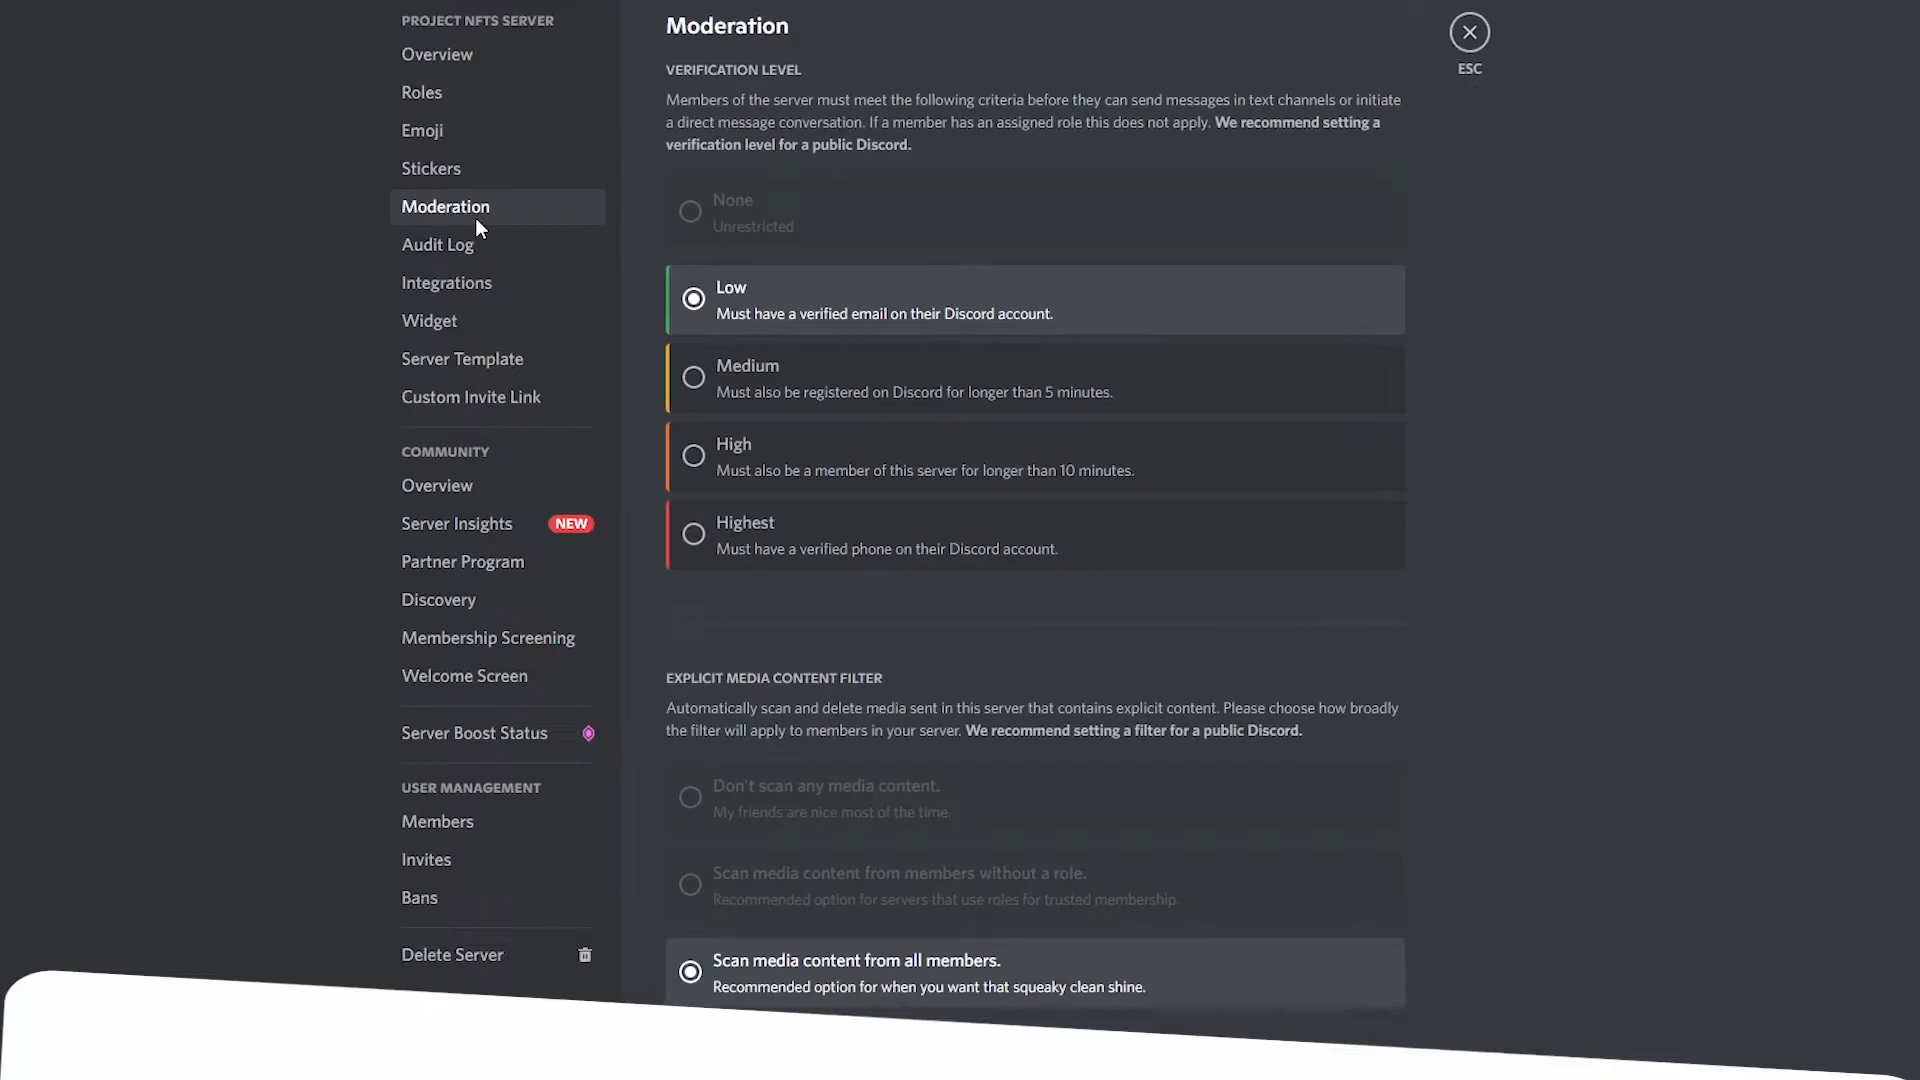 PROJECT NFTS SERVER
Overview
Roles
Emoji
Stickers
Moderation
Audit Log
Integrations
Widget
Server Template
Custom Invite Link
COMMUNITY
Overview
Server Insights NEW
Partner Program
Discovery
Membership Screening
Welcome Screen
Server Boost Status
USER MANAGEMENT
Members
Invites
Bans
Delete Server
Moderation
VERIFICATION LEVEL
Members of the server must meet the following criteria before they can send messages in text channels or initiate
a direct message conversation. If a member has an assigned role this does not apply. We recommend setting a
verification level for a public Discord.
None
Unrestricted
Low
Must have a verified email on their Discord account.
Medium
Must also be registered on Discord for longer than 5 minutes.
High
Must also be a member of this server for longer than 10 minutes.
Highest
Must have a verified phone on their Discord account.
EXPLICIT MEDIA CONTENT FILTER
Automatically scan and delete media sent in this server that contains explicit content. Please choose how broadly
the filter will apply to members in your server. We recommend setting a filter for a public Discord.
Don't scan any media content.
My friends are nice most of the time.
Scan media content from members without a role.
Recommended option for servers that use roles for trusted membership.
Scan media content from all members.
Recommended option for when you want that squeaky clean shine.
ESC